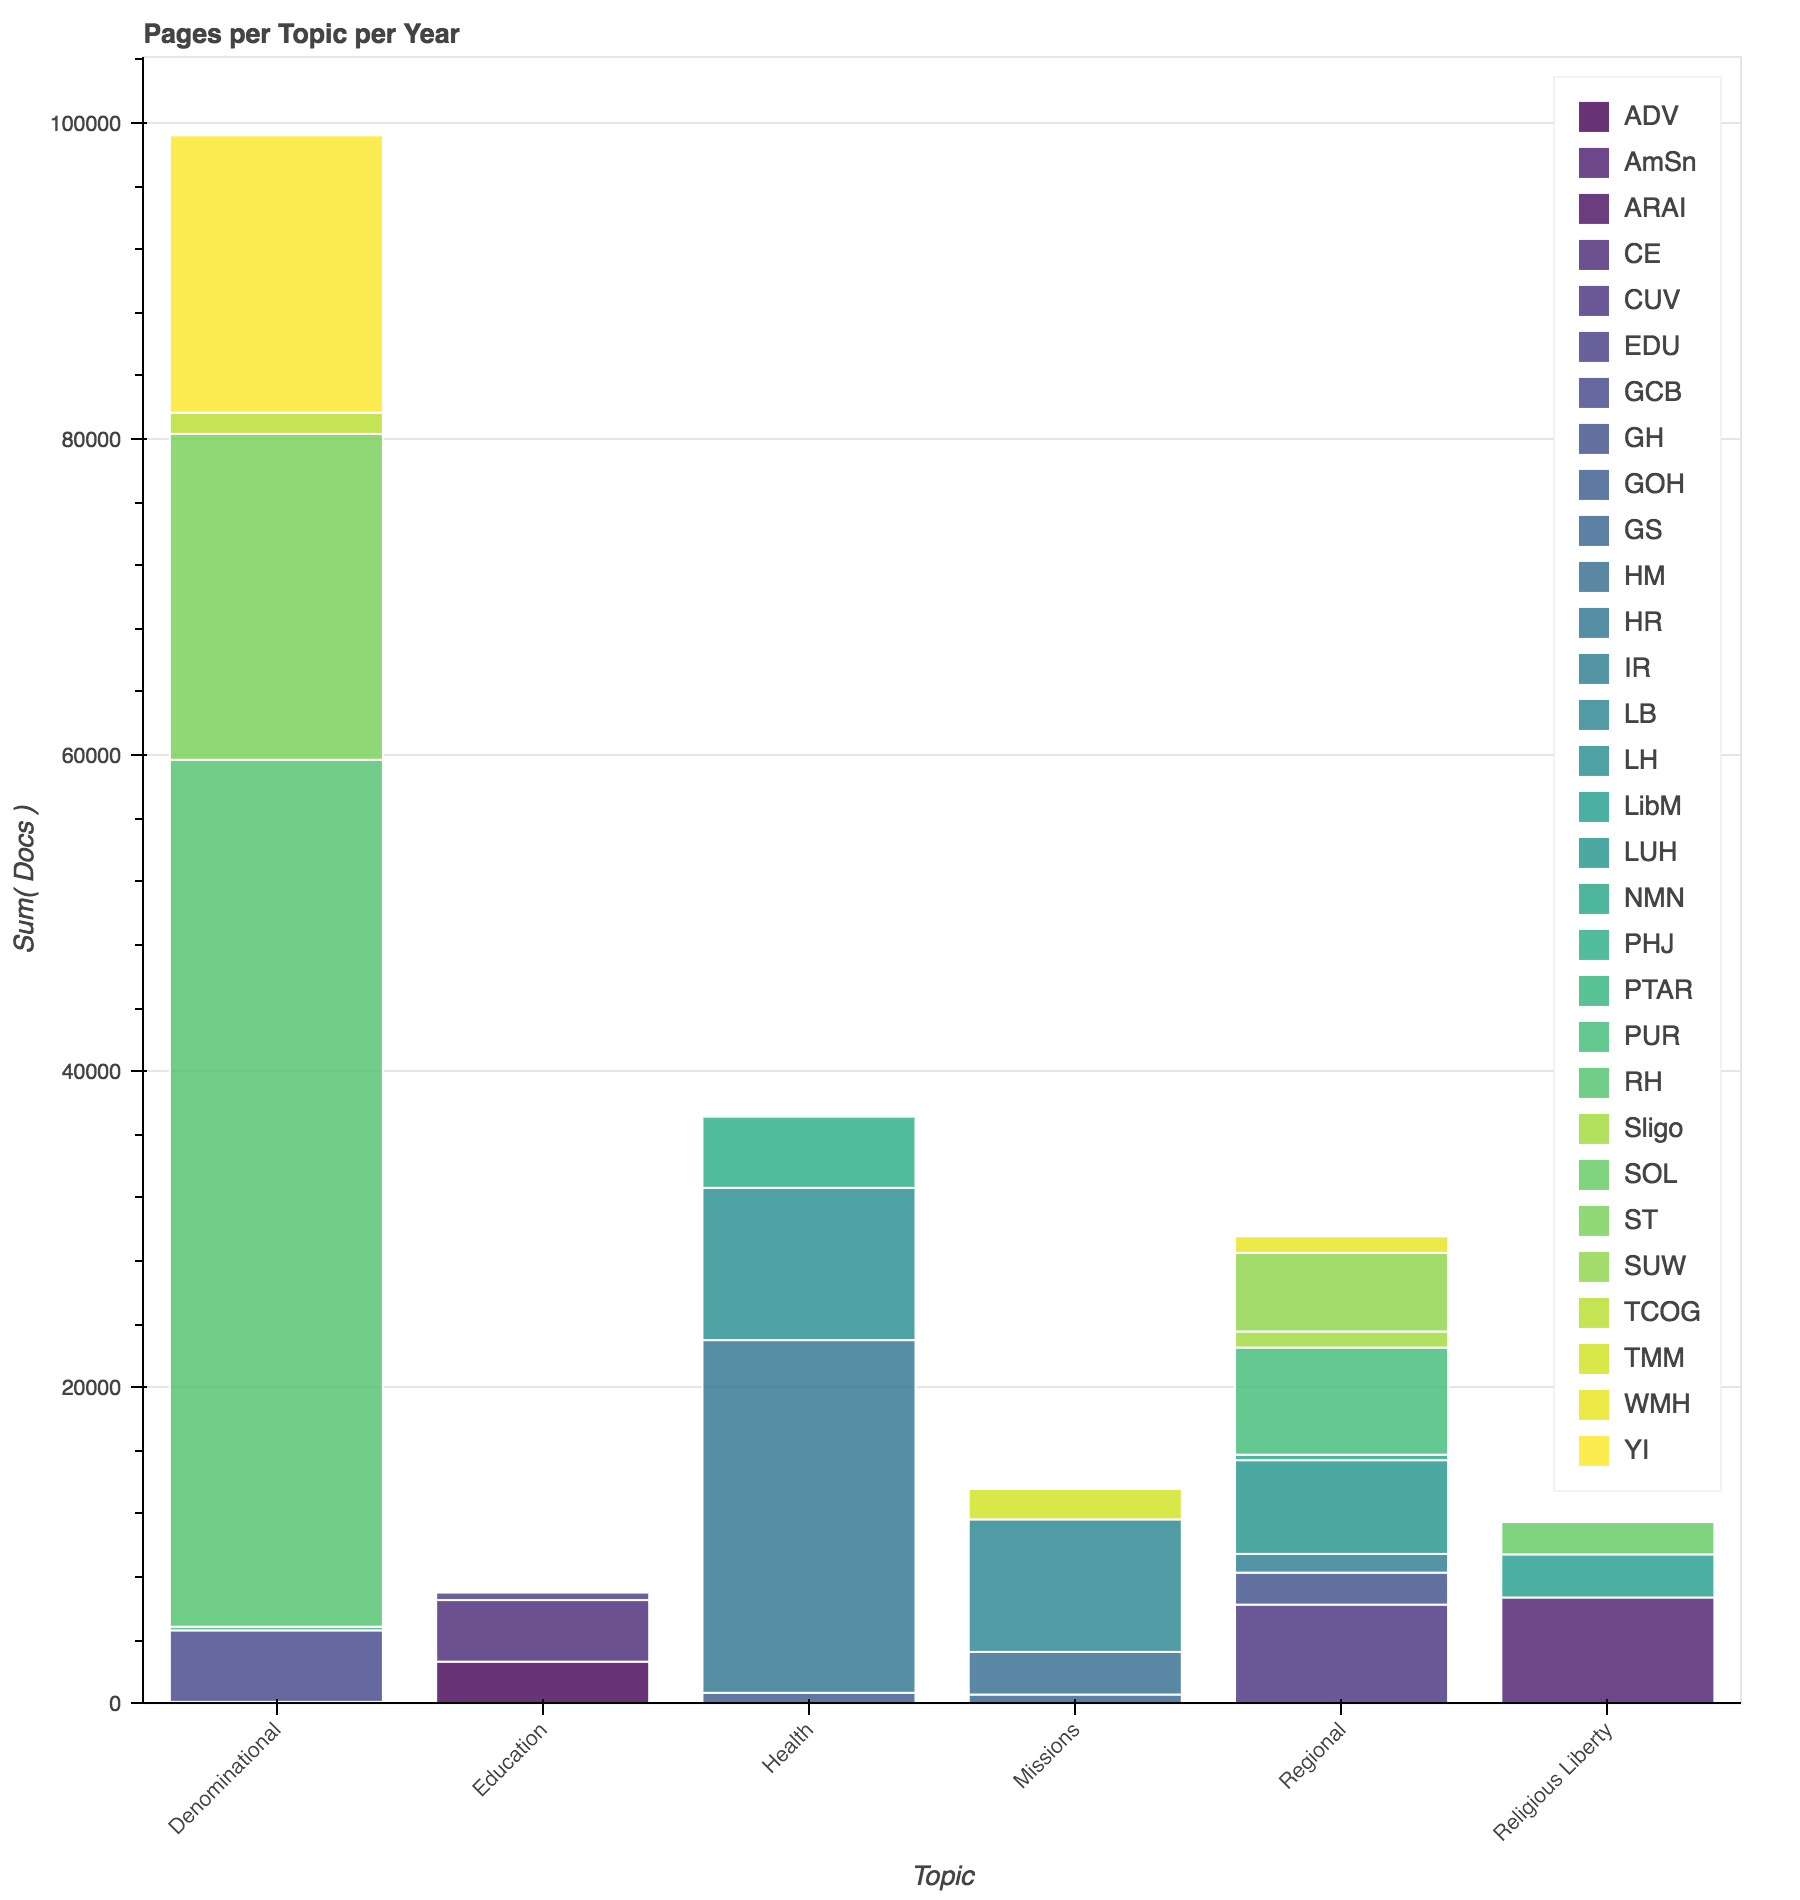 Pages per Topic per Year
100000
80000
60000
40000
20000
0
Sum( Docs )
Denominational
Education
Health
Missions
Regional
Religious Liberty
Topic
ADV
AmSn
ARAI
CE
CUV
EDU
GCB
GH
GOH
GS
HM
HR
IR
LB
LH
LibM
LUH
NMN
PHJ
PTAR
PUR
RH
Sligo
SOL
ST
SUW
TCOG
TMM
WMH
YI